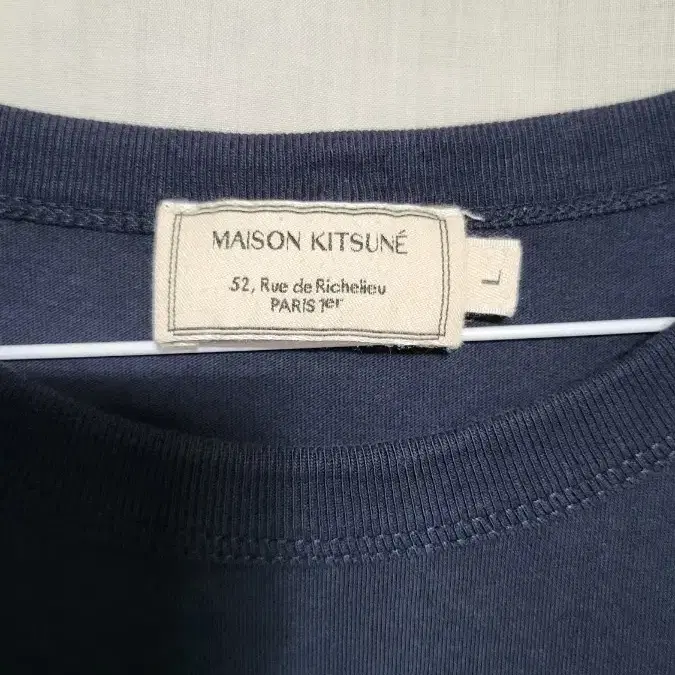 MAISON KITSUNÉ
52, Rue de Richelieu
PARIS 1er
L